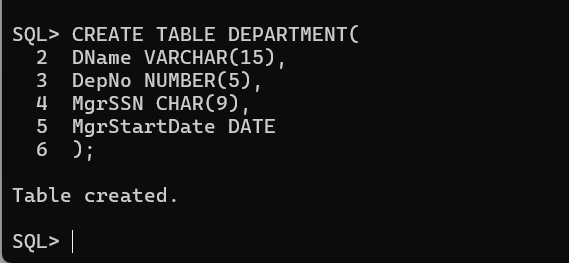 SQL> CREATE TABLE DEPARTMENT(
  2  DName VARCHAR(15),
  3  DepNo NUMBER(5),
  4  MgrSSN CHAR(9),
  5  MgrStartDate DATE
  6  );
Table created.
SQL>